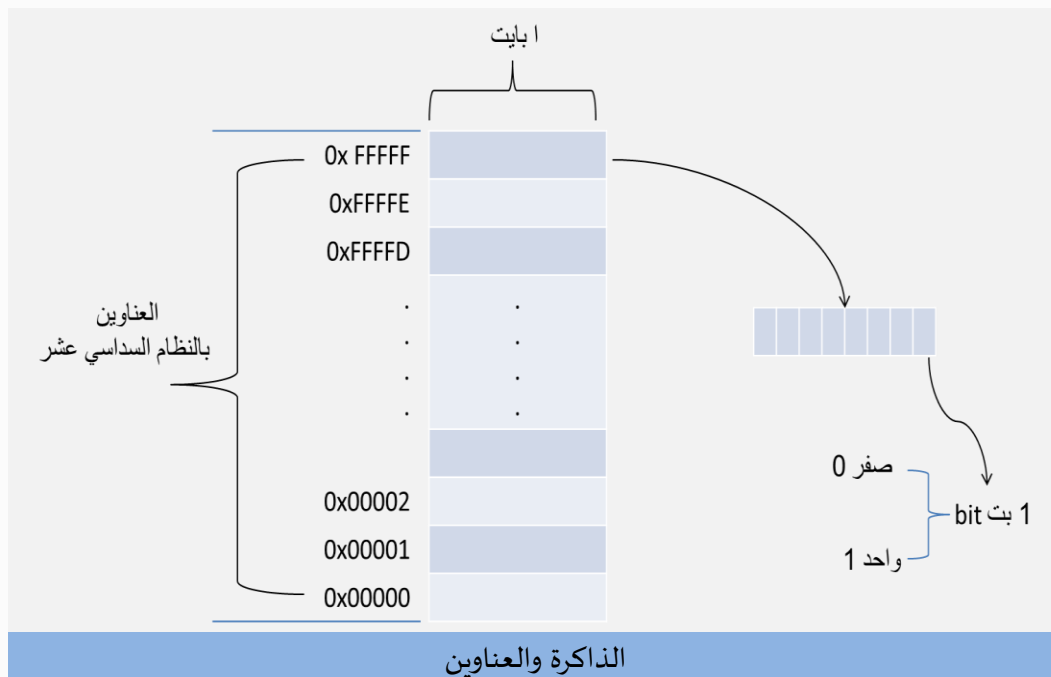 ا بايت
0x FFFFF
0xFFFFE
0xFFFFD
العناوين
بالنظام السداسي عشر
صفر 0
1 بت bit
واحد 1
0x00002
0x00001
0x00000
الذاكرة والعناوين